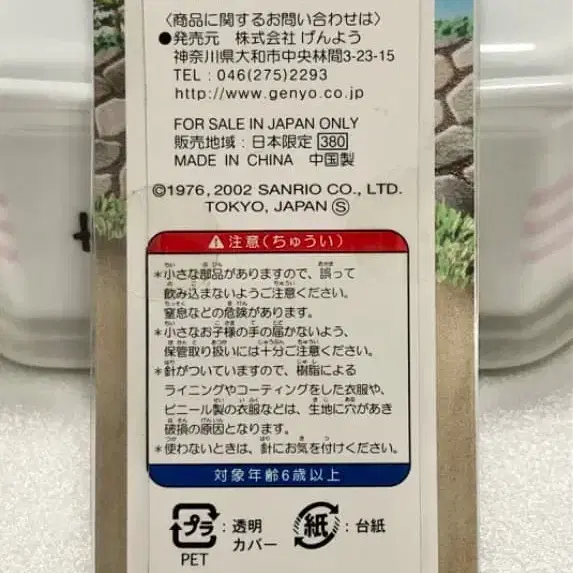 〈商品に関するお問い合わせは〉
●発売元 株式会社 げんよう
神奈川県大和市中央林間3-23-15
TEL : 046(275)2293
http://www.genyo.co.jp
FOR SALE IN JAPAN ONLY
販売地域 : 日本限定 380
MADE IN CHINA 中国製
©1976, 2002 SANRIO CO., LTD.
TOKYO, JAPAN Ⓢ
⚠注意(ちゅうい)
*小さな部品がありますので、誤って
飲み込まないようご注意ください。
窒息などの危険があります。
*小さなお子様の手の届かないよう、
保管取り扱いには十分ご注意ください。
*針がついていますので、樹脂による
ライニングやコーティングをした衣服や、
ビニール製の衣服などは、生地に穴があき
破損の原因となります。
*使わないときは、針にお気を付けください。
対象年齢6歳以上
プラ : 透明
カバー
PET
紙 : 台紙